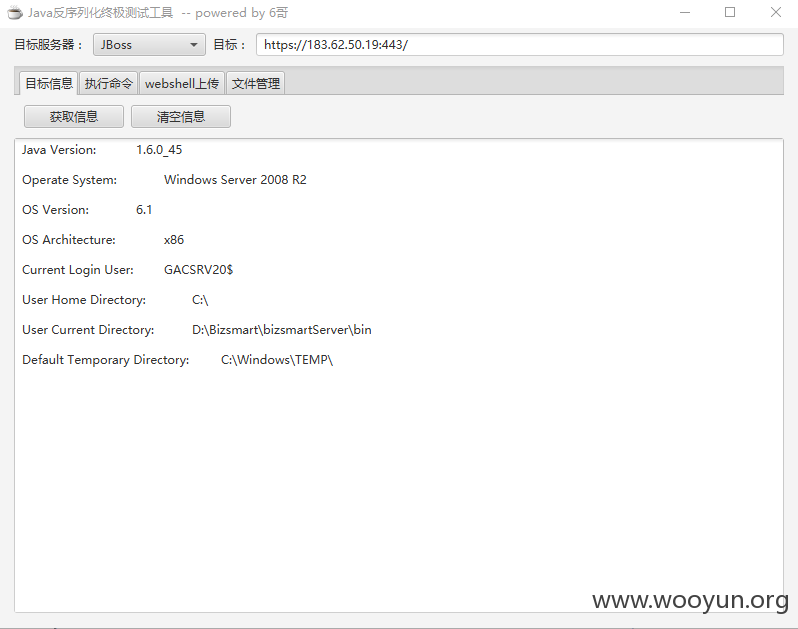 Java反序列化终极测试工具 -- powered by 6哥
目标服务器： JBoss 目标： https://183.62.50.19:443/
目标信息 执行命令 webshell上传 文件管理
获取信息 清空信息
Java Version: 1.6.0_45
Operate System: Windows Server 2008 R2
OS Version: 6.1
OS Architecture: x86
Current Login User: GACSRV20$
User Home Directory: C:\
User Current Directory: D:\Bizsmart\bizsmartServer\bin
Default Temporary Directory: C:\Windows\TEMP\
www.wooyun.org